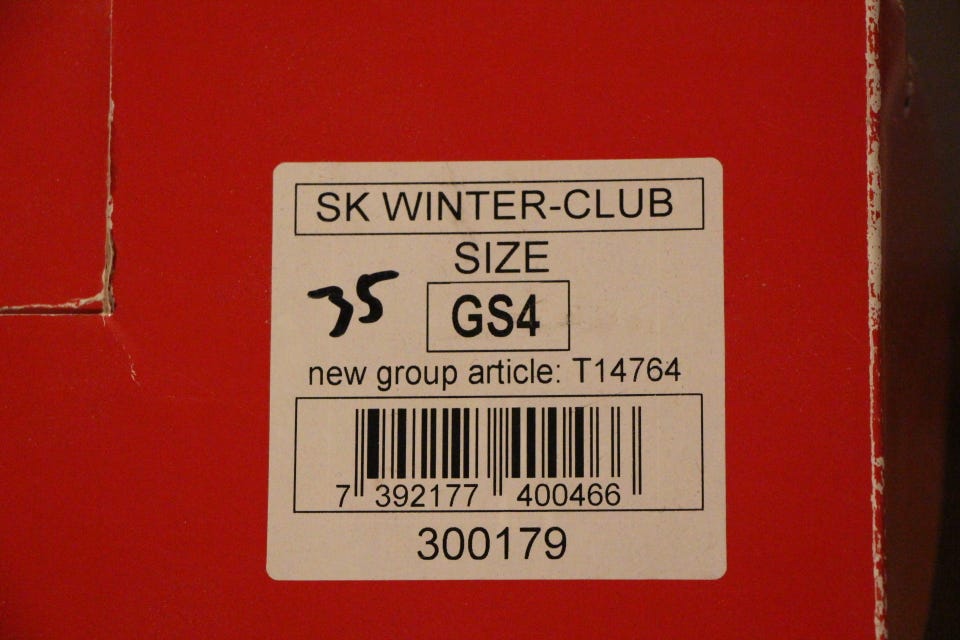 SK WINTER-CLUB
SIZE
35 GS4
new group article: T14764
7 392177 400466
300179